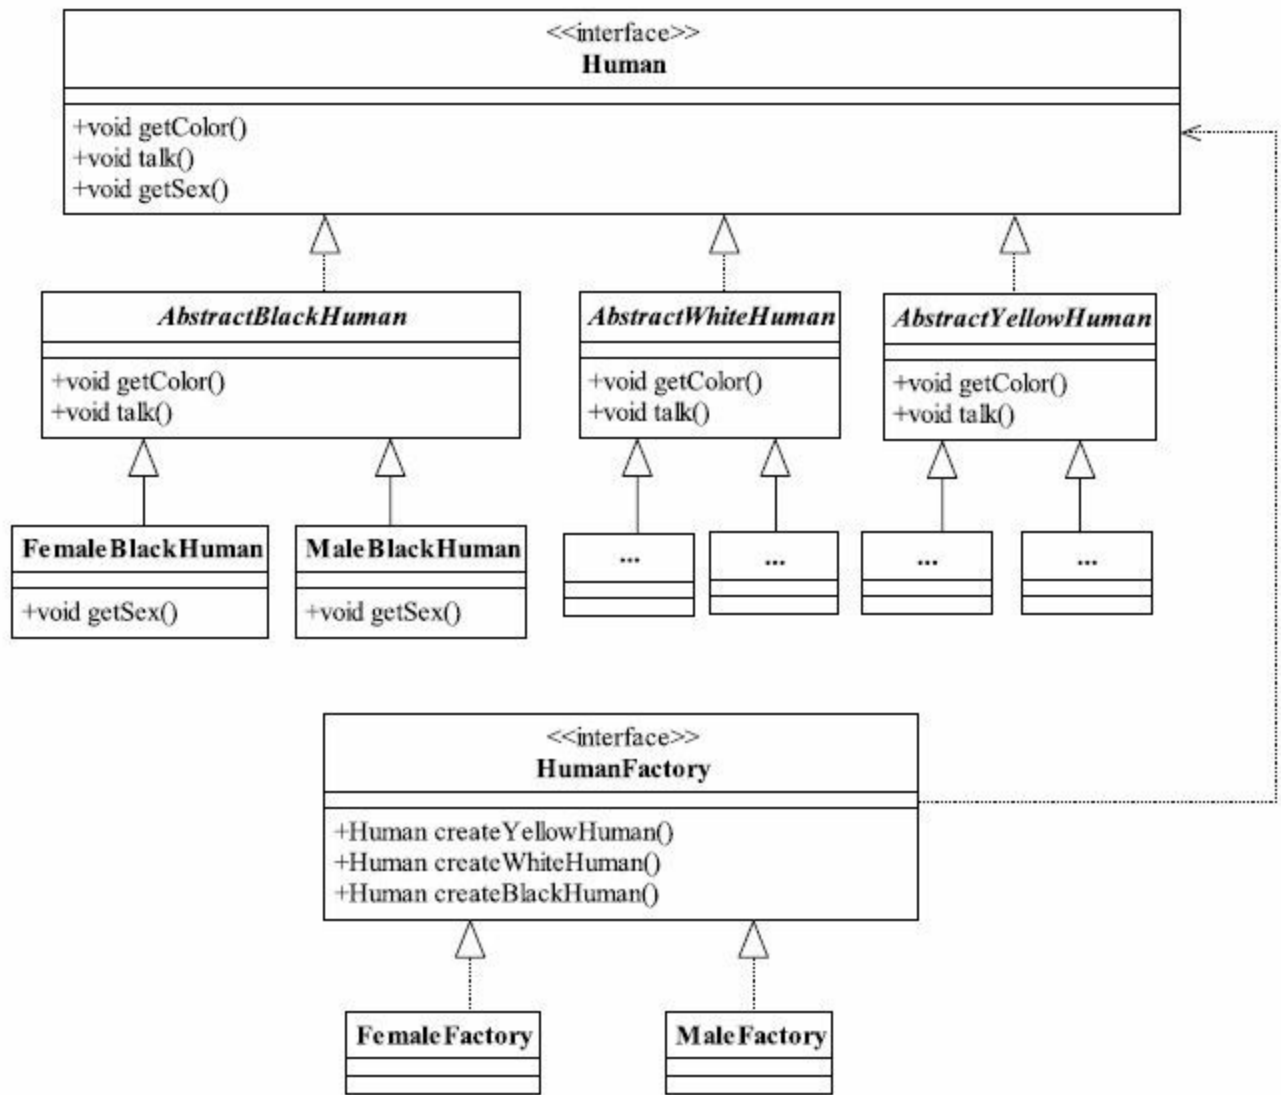 <<interface>>
Human
+void getColor()
+void talk()
+void getSex()
AbstractBlackHuman
+void getColor()
+void talk()
AbstractWhiteHuman
+void getColor()
+void talk()
AbstractYellowHuman
+void getColor()
+void talk()
FemaleBlackHuman
+void getSex()
MaleBlackHuman
+void getSex()
...
...
...
...
<<interface>>
HumanFactory
+Human createYellowHuman()
+Human createWhiteHuman()
+Human createBlackHuman()
FemaleFactory
MaleFactory